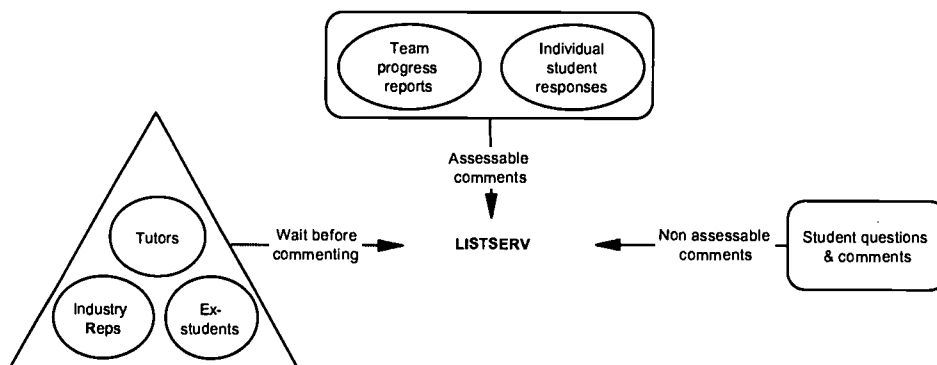 Team
progress
reports
Individual
student
responses
Assessable
comments
Tutors
Industry
Reps
Ex-
students
Wait before
commenting
LISTSERV
Non assessable
comments
Student questions
& comments